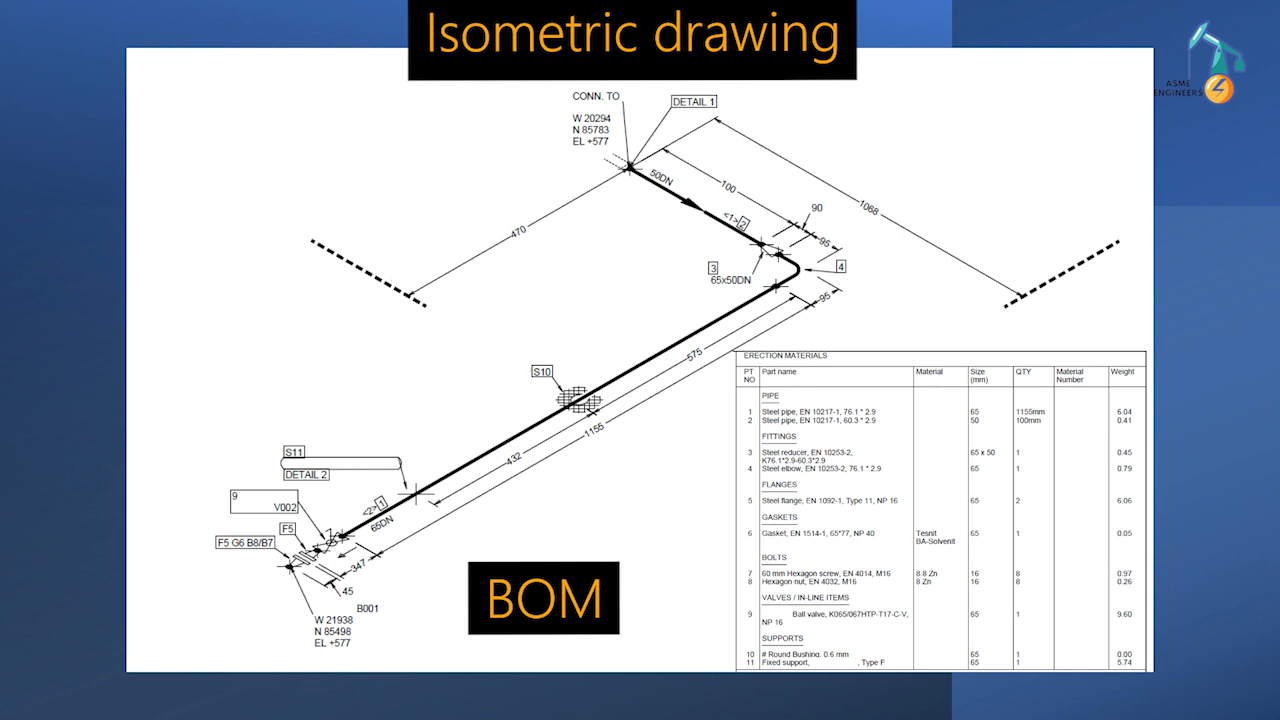 Isometric drawing
ASME
ENGINEERS
CONN. TO
DETAIL 1
W 20294
N 85783
EL +577
50DN
100
1068
90
470
<1>2
95
3
65x50DN
4
95
575
S10
1155
432
S11
DETAIL 2
9
V002
<2>1
65DN
F5
F5 G6 B8/B7
347
45
B001
W 21938
N 85498
EL +577
BOM
ERECTION MATERIALS
PT NO Part name Material Size (mm) QTY Material Number Weight
PIPE
1 Steel pipe, EN 10217-1, 76.1 * 2.9 65 1155mm 6.04
2 Steel pipe, EN 10217-1, 60.3 * 2.9 50 100mm 0.41
FITTINGS
3 Steel reducer, EN 10253-2, 65 x 50 1 0.45
K76.1*2.9-60.3*2.9
4 Steel elbow, EN 10253-2, 76.1 * 2.9 65 1 0.79
FLANGES
5 Steel flange, EN 1092-1, Type 11, NP 16 65 2 6.06
GASKETS
6 Gasket, EN 1514-1, 65*77, NP 40 Tesnit 65 1 0.05
BA-Solvenit
BOLTS
7 60 mm Hexagon screw, EN 4014, M16 8.8 Zn 16 8 0.97
8 Hexagon nut, EN 4032, M16 8 Zn 16 8 0.26
VALVES / IN-LINE ITEMS
9 Ball valve, K065/067HTP-T17-C-V, 65 1 9.60
NP 16
SUPPORTS
10 # Round Bushing, 0.6 mm 65 1 0.00
11 Fixed support, , Type F 65 1 5.74